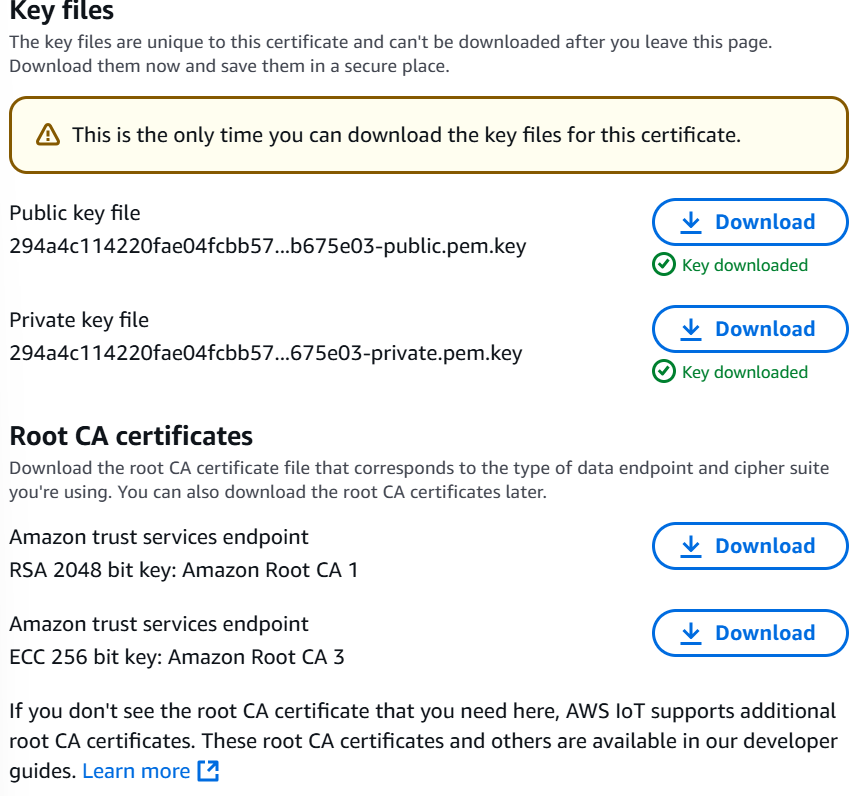 Key files
The key files are unique to this certificate and can't be downloaded after you leave this page.
Download them now and save them in a secure place.
This is the only time you can download the key files for this certificate.
Public key file
294a4c114220fae04fcbb57...b675e03-public.pem.key
Download
Key downloaded
Private key file
294a4c114220fae04fcbb57...675e03-private.pem.key
Download
Key downloaded
Root CA certificates
Download the root CA certificate file that corresponds to the type of data endpoint and cipher suite
you're using. You can also download the root CA certificates later.
Amazon trust services endpoint
RSA 2048 bit key: Amazon Root CA 1
Download
Amazon trust services endpoint
ECC 256 bit key: Amazon Root CA 3
Download
If you don't see the root CA certificate that you need here, AWS IoT supports additional
root CA certificates. These root CA certificates and others are available in our developer
guides. Learn more